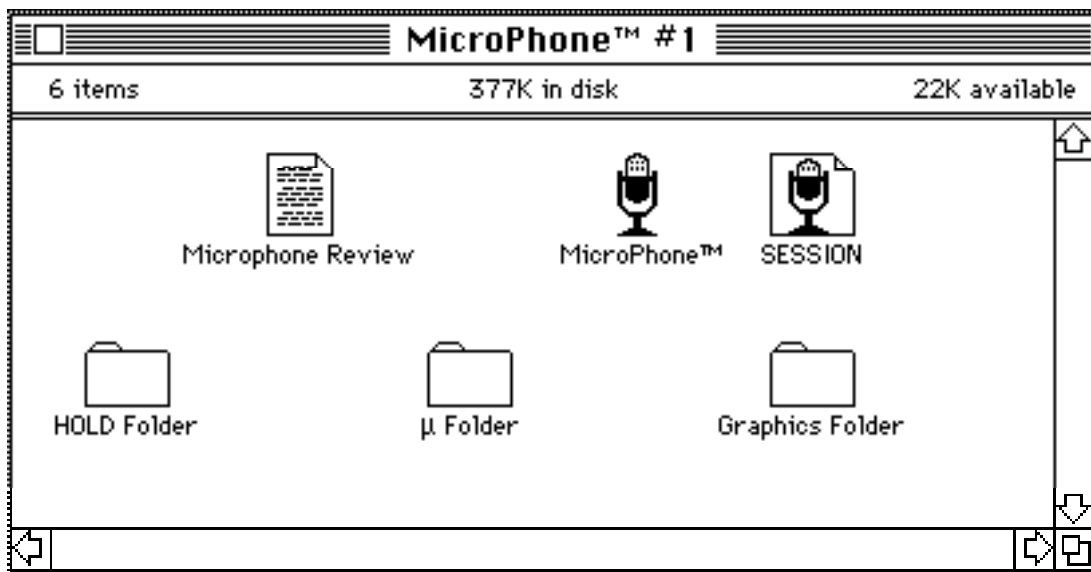 MicroPhone™ #1
6 items 377K in disk 22K available
Microphone Review MicroPhone™ SESSION
HOLD Folder µ Folder Graphics Folder